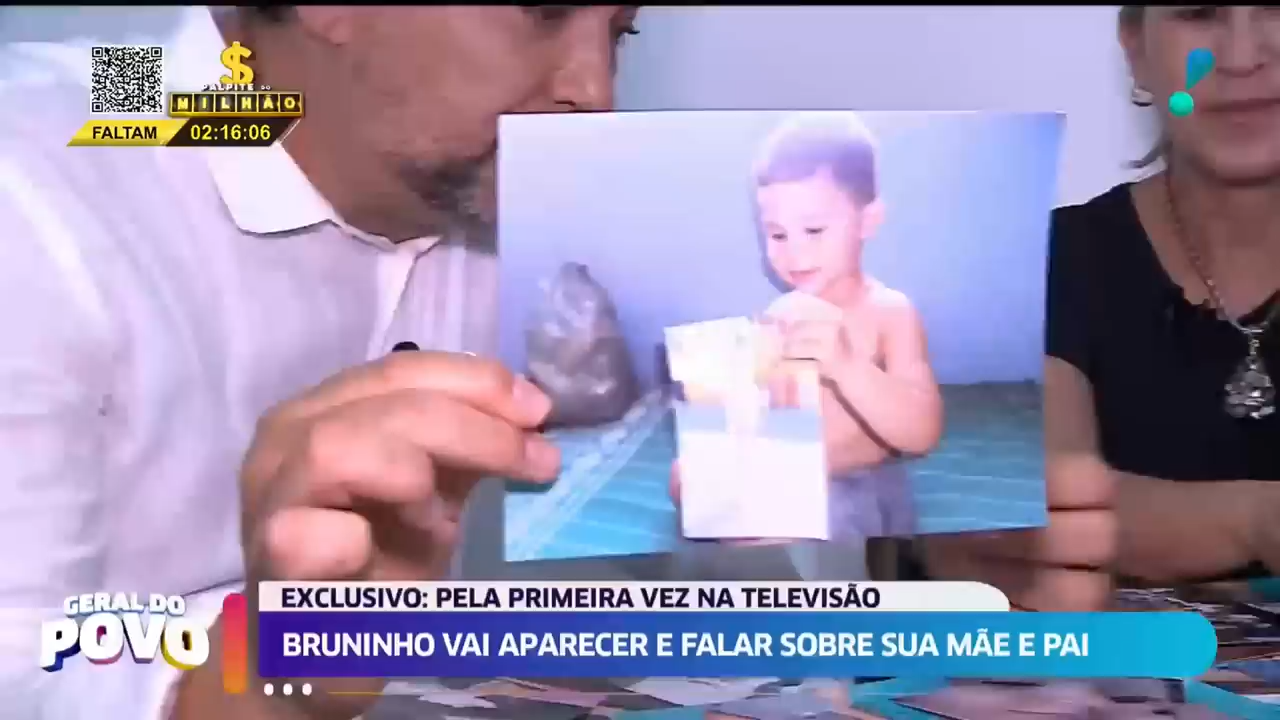 $
PALPITE DO
MILHÃO
FALTAM 02:16:06
EXCLUSIVO: PELA PRIMEIRA VEZ NA TELEVISÃO
GERAL DO
POVO
BRUNINHO VAI APARECER E FALAR SOBRE SUA MÃE E PAI